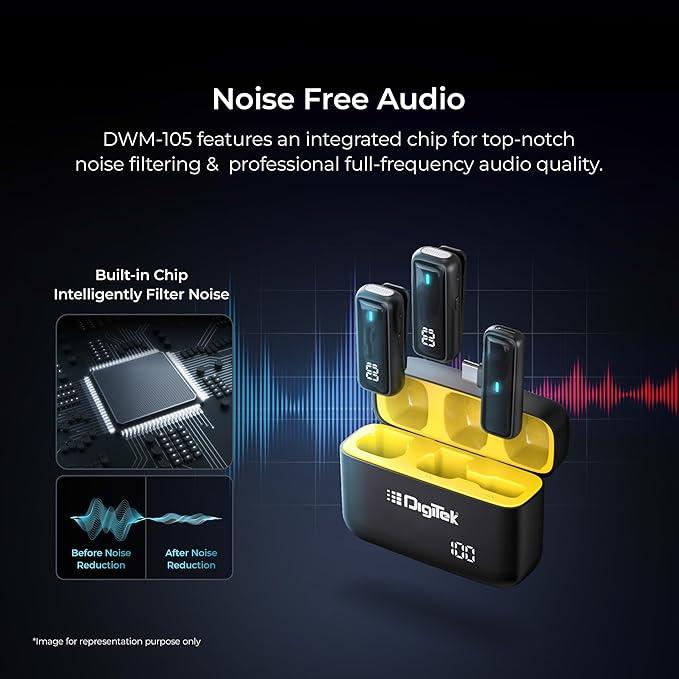 Noise Free Audio
DWM-105 features an integrated chip for top-notch
noise filtering & professional full-frequency audio quality.
Built-in Chip
Intelligently Filter Noise
Before Noise
Reduction
After Noise
Reduction
DigiTek
100
*Image for representation purpose only